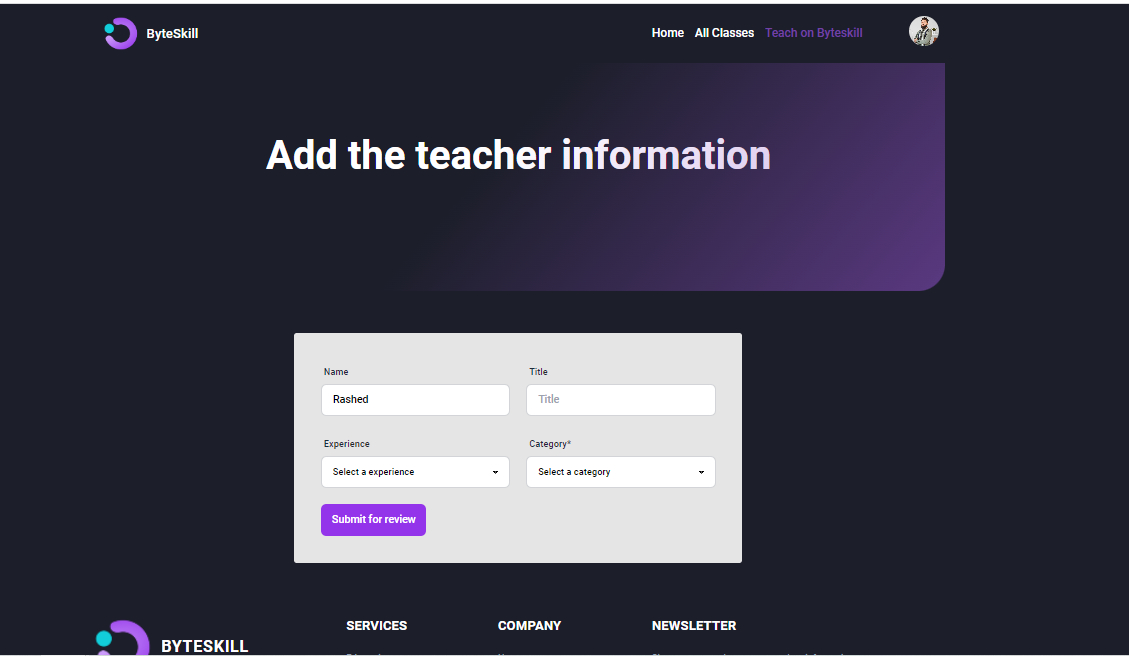 ByteSkill
Home All Classes Teach on Byteskill
Add the teacher information
Name Title
Rashed Title
Experience Category*
Select a experience Select a category
Submit for review
SERVICES COMPANY NEWSLETTER
BYTESKILL